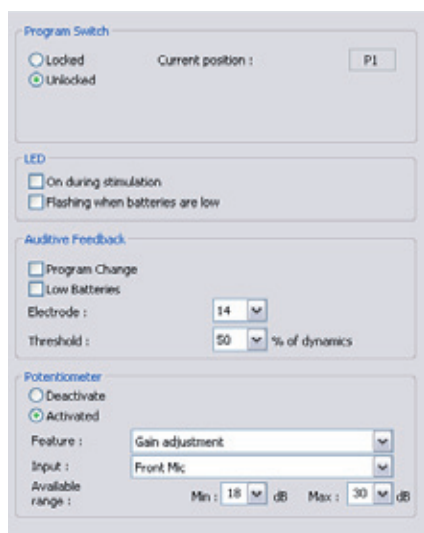 Program Switch
Locked Current position : P1
Unlocked
LED
On during stimulation
Flashing when batteries are low
Auditive Feedback
Program Change
Low Batteries
Electrode : 14
Threshold : 50 % of dynamics
Potentiometer
Deactivate
Activated
Feature : Gain adjustment
Input : Front Mic
Available
range : Min : 18 dB Max : 30 dB